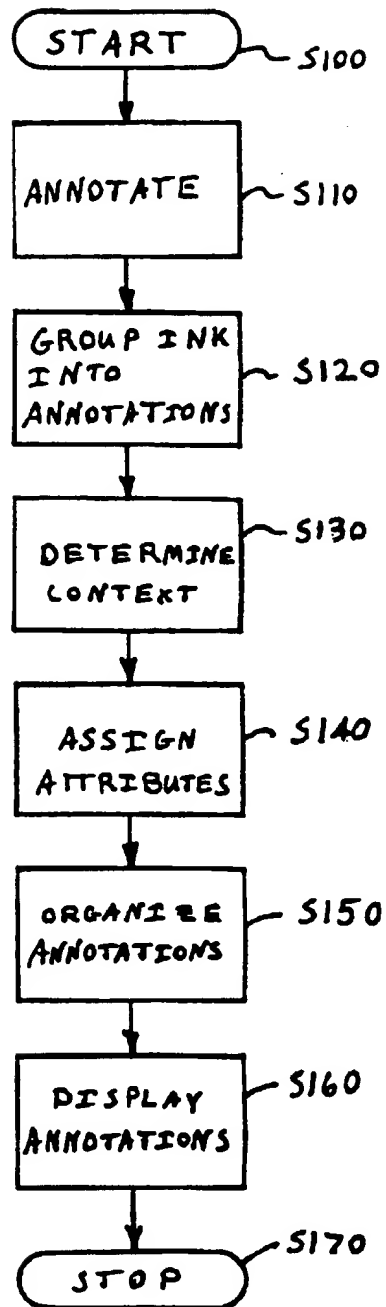 START
S100
ANNOTATE
S110
GROUP INK
INTO
ANNOTATIONS
S120
DETERMINE
CONTEXT
S130
ASSIGN
ATTRIBUTES
S140
ORGANIZE
ANNOTATIONS
S150
DISPLAY
ANNOTATIONS
S160
STOP
S170